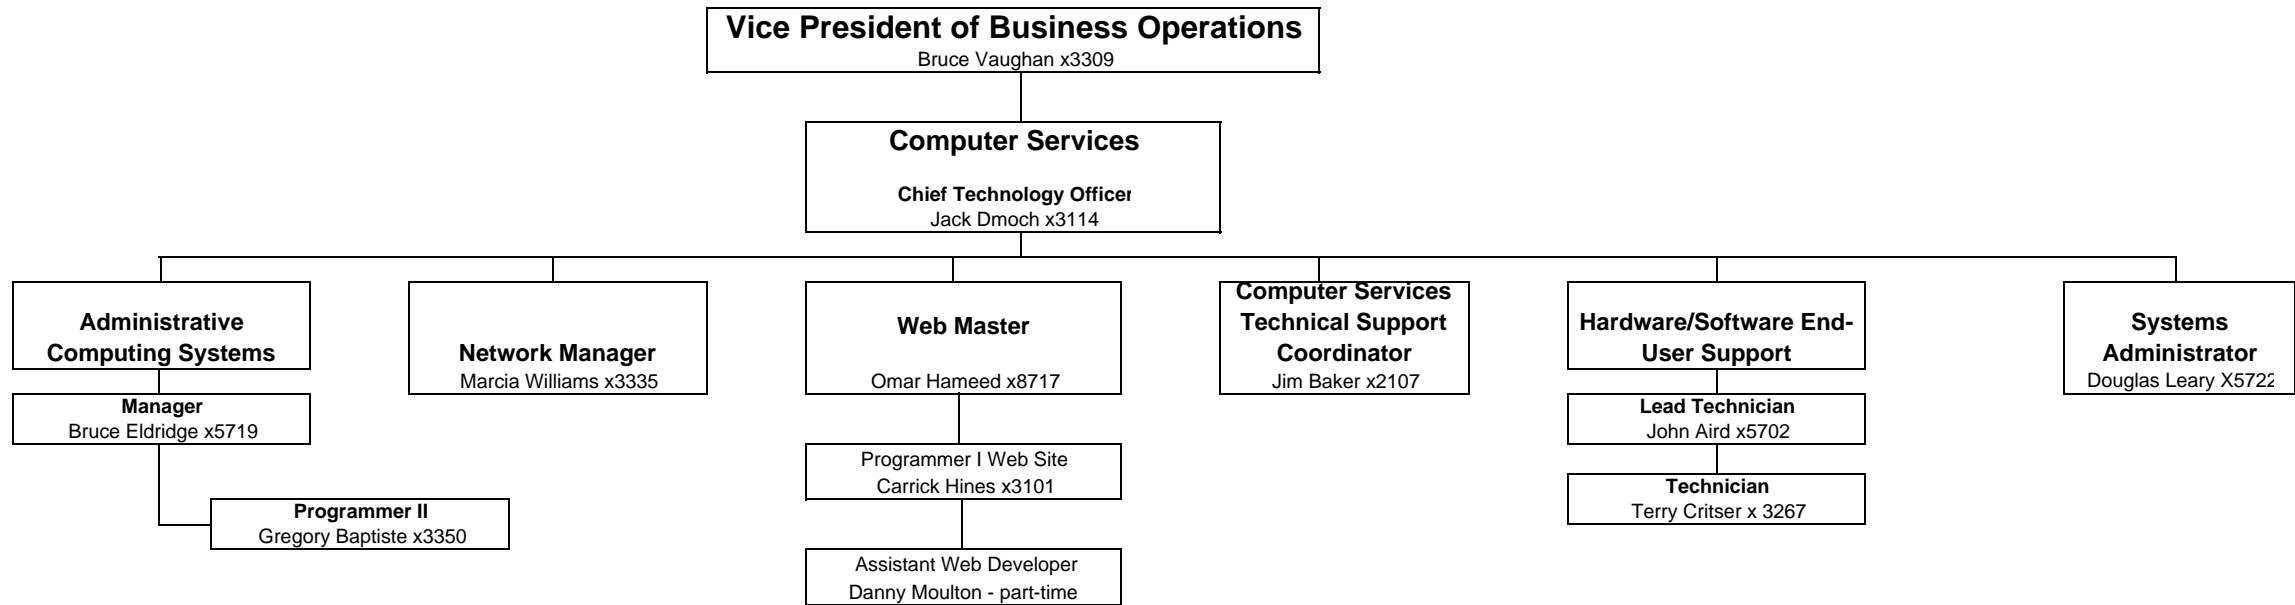 Vice President of Business Operations
Bruce Vaughan x3309
Computer Services
Chief Technology Officer
Jack Dmoch x3114
Administrative
Computing Systems
Manager
Bruce Eldridge x5719
Programmer II
Gregory Baptiste x3350
Network Manager
Marcia Williams x3335
Web Master
Omar Hameed x8717
Programmer I Web Site
Carrick Hines x3101
Assistant Web Developer
Danny Moulton - part-time
Computer Services
Technical Support
Coordinator
Jim Baker x2107
Hardware/Software End-
User Support
Lead Technician
John Aird x5702
Technician
Terry Critser x 3267
Systems
Administrator
Douglas Leary X5722